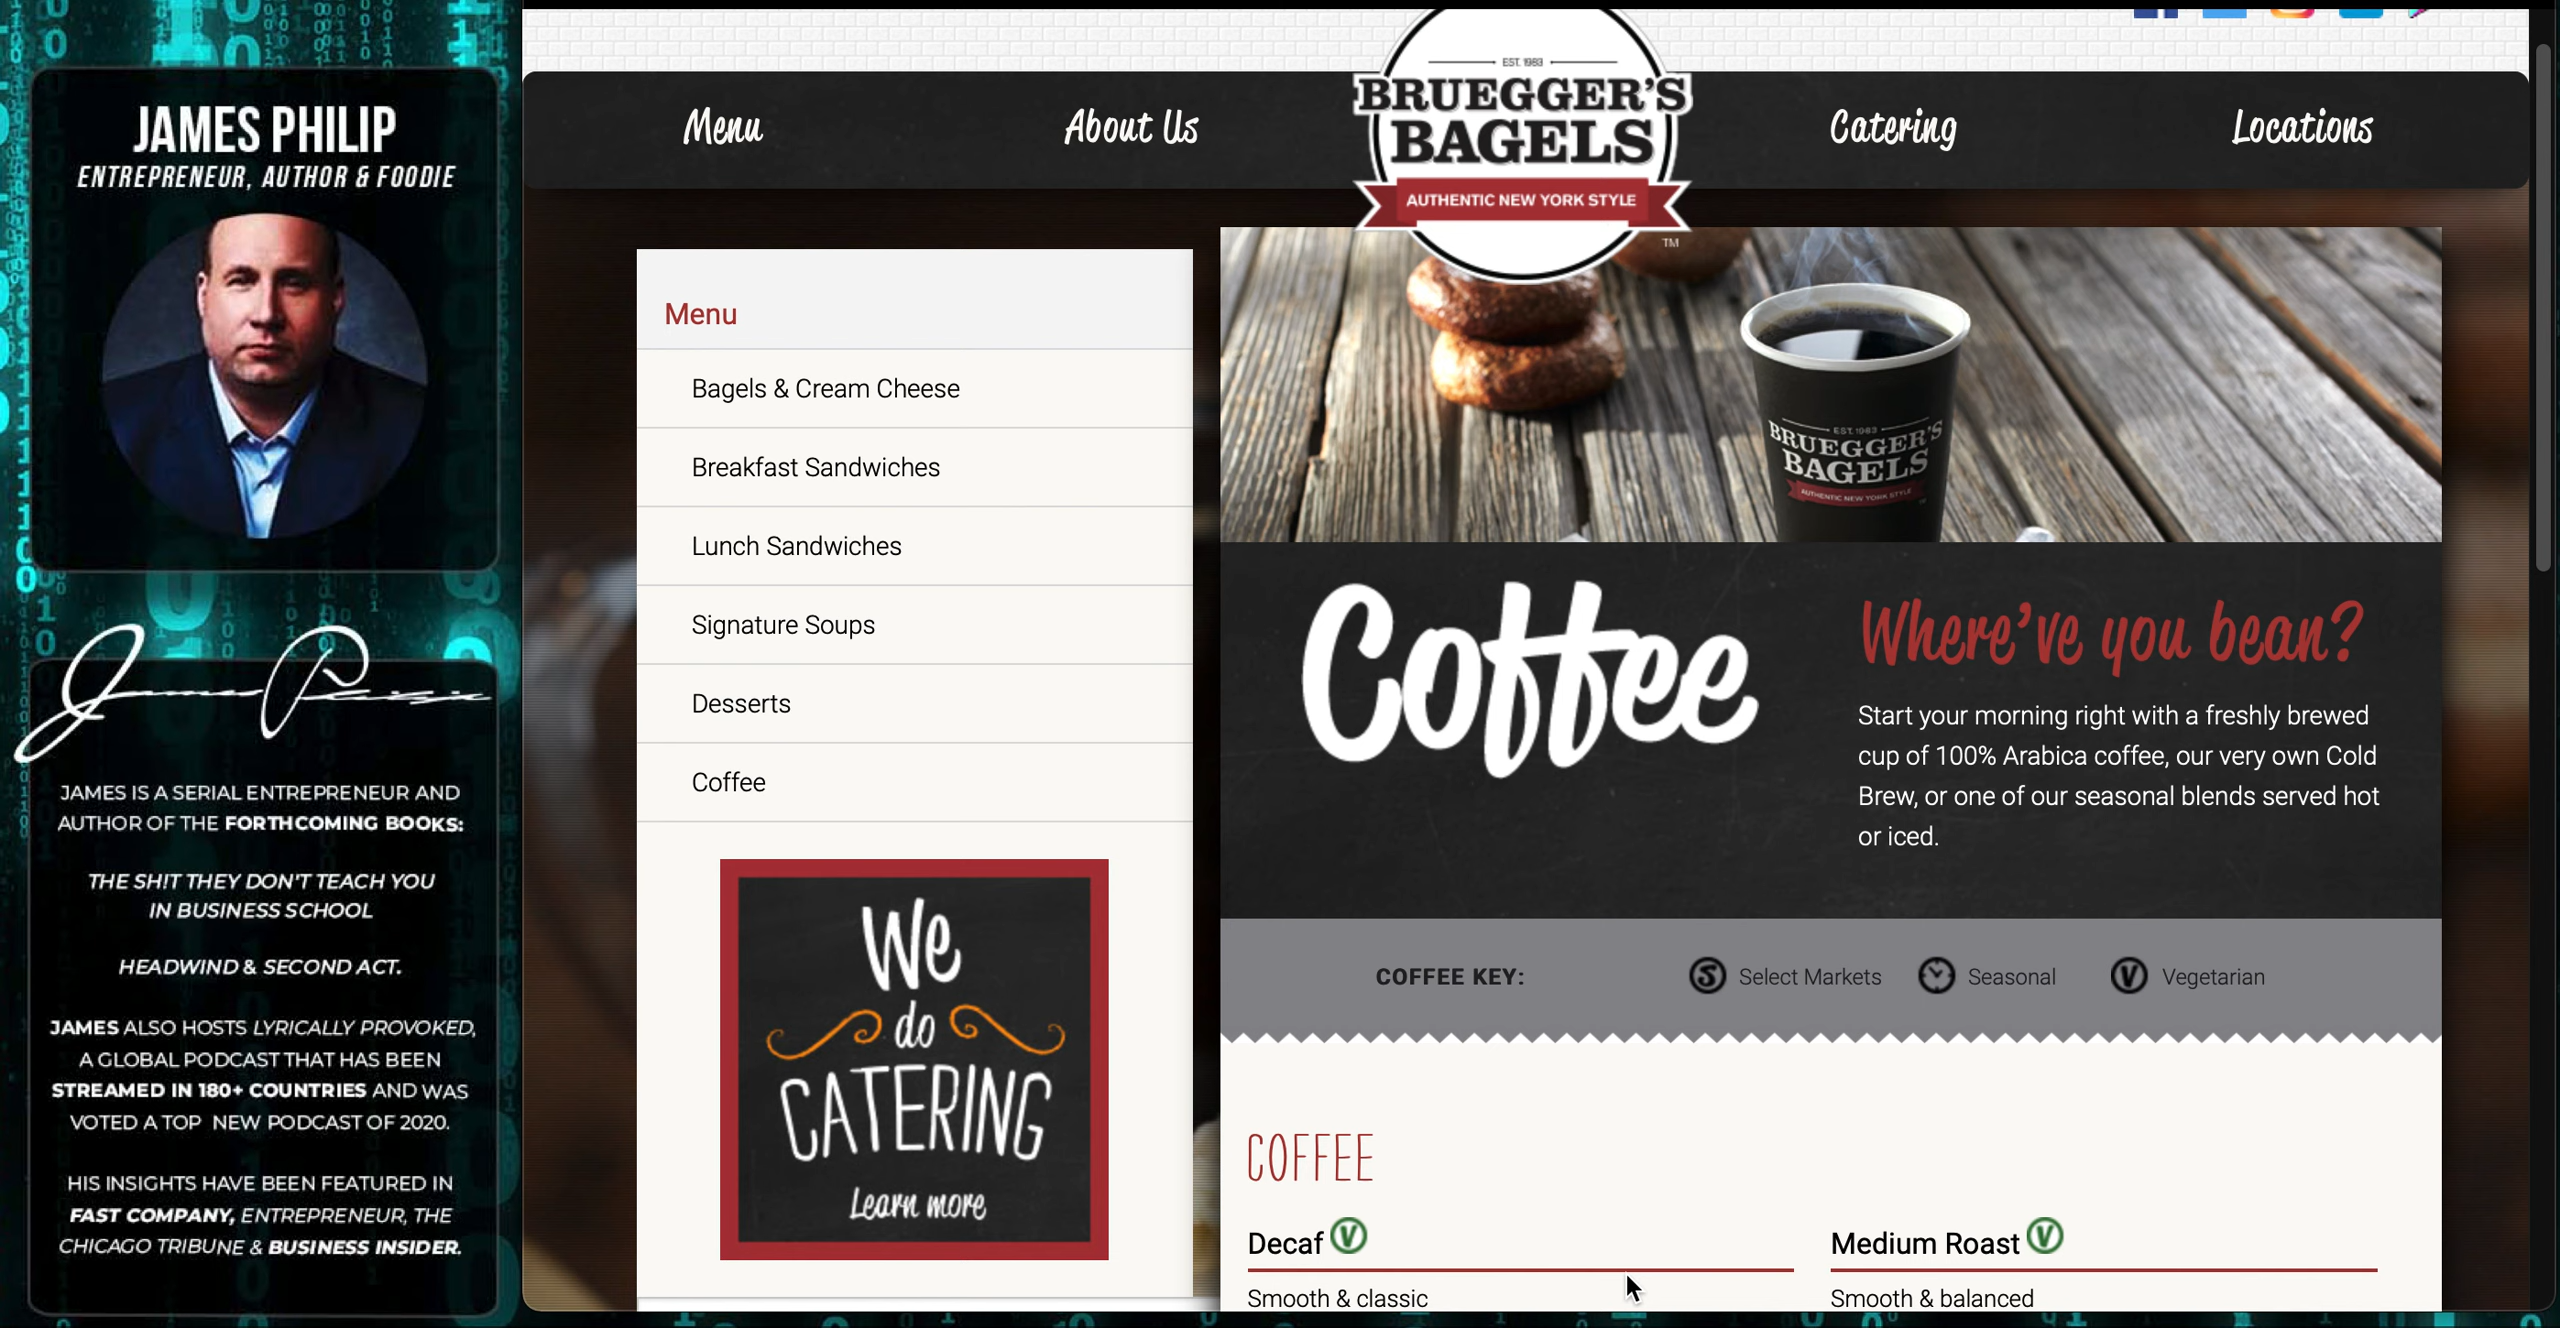 JAMES PHILIP
ENTREPRENEUR, AUTHOR & FOODIE
JAMES IS A SERIAL ENTREPRENEUR AND
AUTHOR OF THE FORTHCOMING BOOKS:
THE SH!T THEY DON'T TEACH YOU
IN BUSINESS SCHOOL
HEADWIND & SECOND ACT.
JAMES ALSO HOSTS LYRICALLY PROVOKED,
A GLOBAL PODCAST THAT HAS BEEN
STREAMED IN 180+ COUNTRIES AND WAS
VOTED A TOP NEW PODCAST OF 2020.
HIS INSIGHTS HAVE BEEN FEATURED IN
FAST COMPANY, ENTREPRENEUR, THE
CHICAGO TRIBUNE & BUSINESS INSIDER.
Menu
About Us
EST. 1983
BRUEGGER'S
BAGELS
AUTHENTIC NEW YORK STYLE
TM
Catering
Locations
Menu
Bagels & Cream Cheese
Breakfast Sandwiches
Lunch Sandwiches
Signature Soups
Desserts
Coffee
We
do
CATERING
Learn more
EST. 1983
BRUEGGER'S
BAGELS
AUTHENTIC NEW YORK STYLE
Coffee
Where've you bean?
Start your morning right with a freshly brewed
cup of 100% Arabica coffee, our very own Cold
Brew, or one of our seasonal blends served hot
or iced.
COFFEE KEY: S Select Markets Seasonal V Vegetarian
COFFEE
Decaf V
Smooth & classic
Medium Roast V
Smooth & balanced